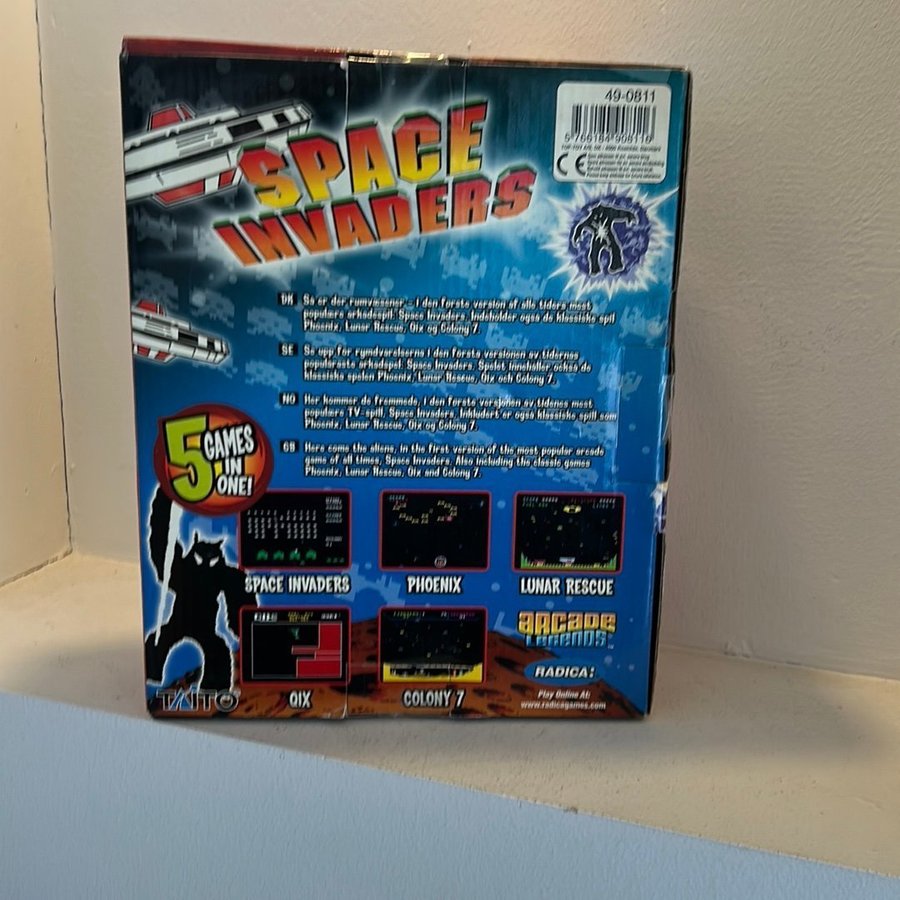 49-0811
5 766184 908116
CE
SPACE
INVADERS
DK Så er der rumvæsener - i den første version af alle tiders mest
populære arkadespil: Space Invaders. Indeholder også de klassiske spil
Phoenix, Lunar Rescue, Qix og Colony 7.
SE Se upp för rymdvarelserna i den första versionen av tidernas
populäraste arkadspel: Space Invaders. Spelet innehåller också de
klassiska spelen Phoenix, Lunar Rescue, Qix och Colony 7.
NO Her kommer de fremmede, i den første versjonen av tidenes mest
populære TV-spill, Space Invaders. Inkludert er også klassiske spill som
Phoenix, Lunar Rescue, Qix og Colony 7.
GB Here come the aliens, in the first version of the most popular arcade
game of all times, Space Invaders. Also including the classic games
Phoenix, Lunar Rescue, Qix and Colony 7.
5 GAMES
IN
ONE!
SPACE INVADERS
PHOENIX
LUNAR RESCUE
QIX
COLONY 7
ARCADE
LEGENDS™
RADICA:
Play Online At:
www.radicagames.com
TAITO®